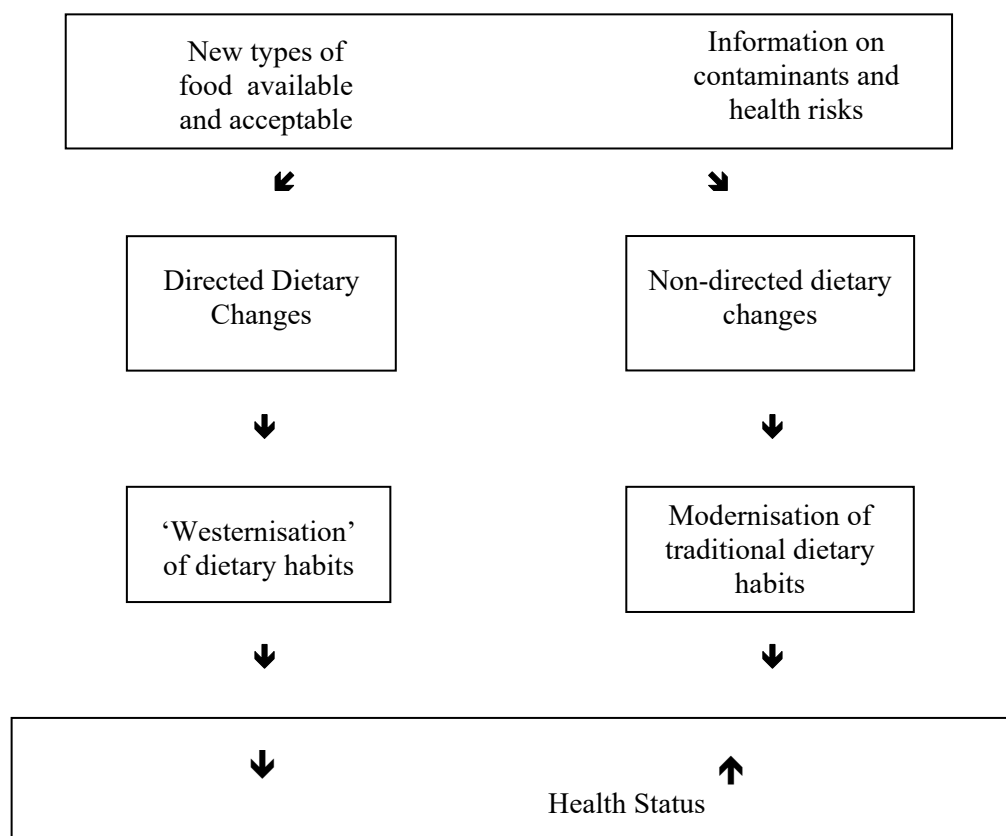 New types of
food available
and acceptable
Information on
contaminants and
health risks
Directed Dietary
Changes
Non-directed dietary
changes
‘Westernisation’
of dietary habits
Modernisation of
traditional dietary
habits
Health Status